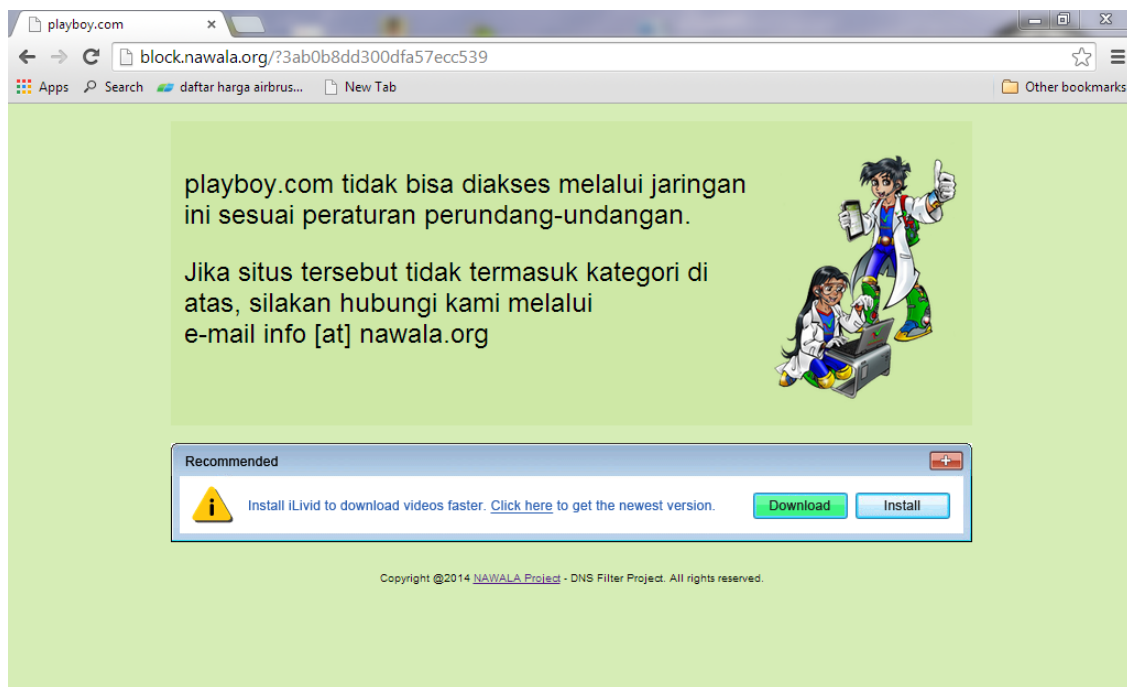 playboy.com
block.nawala.org/?3ab0b8dd300dfa57ecc539
Apps Search daftar harga airbrus... New Tab Other bookmarks
playboy.com tidak bisa diakses melalui jaringan
ini sesuai peraturan perundang-undangan.
Jika situs tersebut tidak termasuk kategori di
atas, silakan hubungi kami melalui
e-mail info [at] nawala.org
Recommended
Install iLivid to download videos faster. Click here to get the newest version. Download Install
Copyright @2014 NAWALA Project - DNS Filter Project. All rights reserved.